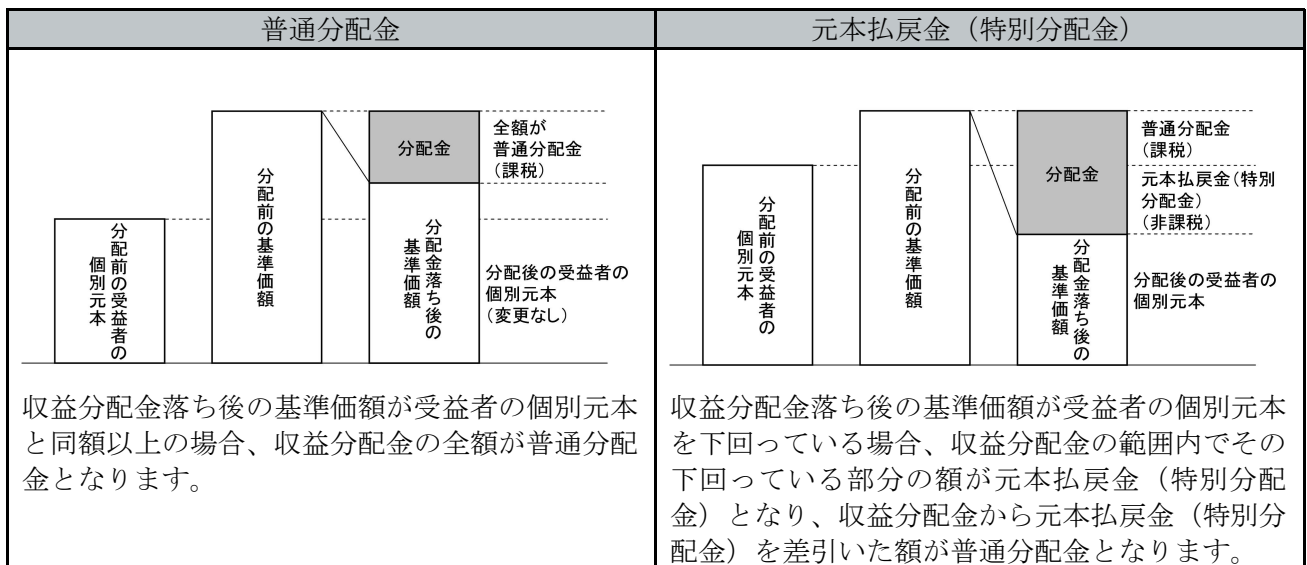 普通分配金
全額が
普通分配金
(課税)
分配金
分配前の受益者の
個別元本
分配前の基準価額
分配金落ち後の
基準価額
分配後の受益者の
個別元本
(変更なし)
収益分配金落ち後の基準価額が受益者の個別元本
と同額以上の場合、収益分配金の全額が普通分配
金となります。
元本払戻金（特別分配金）
普通分配金
(課税)
元本払戻金(特別
分配金)
(非課税)
分配金
分配前の受益者の
個別元本
分配前の基準価額
分配金落ち後の
基準価額
分配後の受益者の
個別元本
収益分配金落ち後の基準価額が受益者の個別元本
を下回っている場合、収益分配金の範囲内でその
下回っている部分の額が元本払戻金（特別分配
金）となり、収益分配金から元本払戻金（特別分
配金）を差引いた額が普通分配金となります。